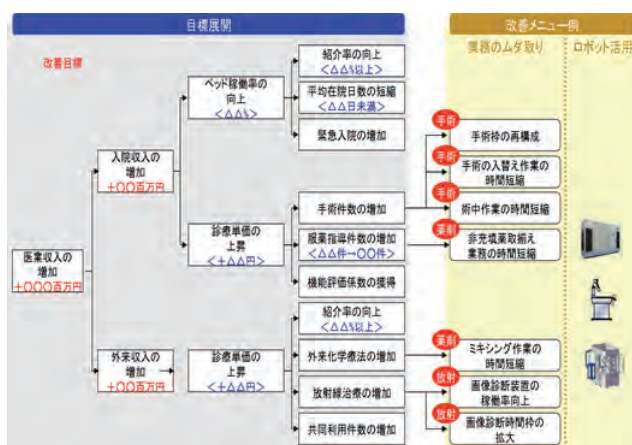 目標展開
改善メニュー例
改善目標
業務のムダ取り
ロボット活用
医業収入の
増加
+〇〇〇百万円
入院収入の
増加
+〇〇百万円
ベッド稼働率の
向上
<△△%>
紹介率の向上
<△△%以上>
平均在院日数の短縮
<△△日未満>
緊急入院の増加
診療単価の
上昇
<+△△円>
手術件数の増加
服薬指導件数の増加
<△△件→〇〇件>
機能評価係数の獲得
手術
手術枠の再構成
手術
手術の入替え作業の
時間短縮
手術
術中作業の時間短縮
薬剤
非充填薬取揃え
業務の時間短縮
外来収入の
増加
+〇〇百万円
診療単価の
上昇
<+△△円>
紹介率の向上
<△△%以上>
外来化学療法の増加
放射線治療の増加
共同利用件数の増加
薬剤
ミキシング作業の
時間短縮
放射
画像診断装置の
稼働率向上
放射
画像診断時間枠の
拡大